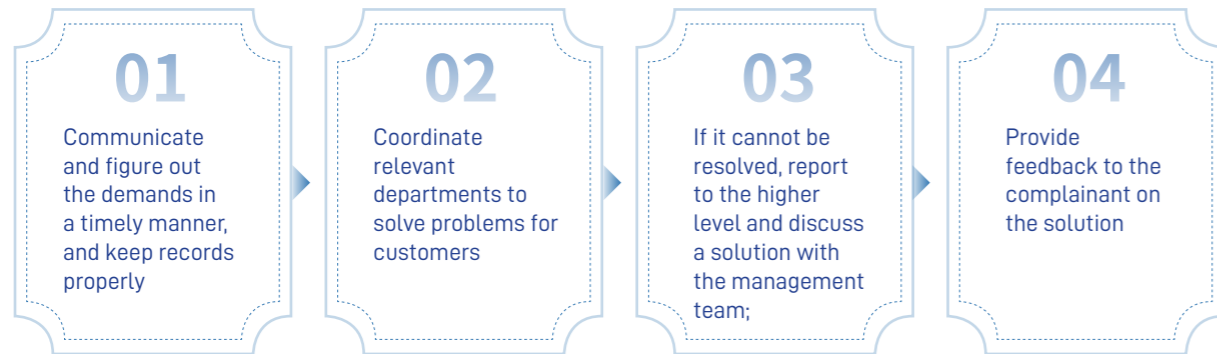 01
Communicate
and figure out
the demands in
a timely manner,
and keep records
properly
02
Coordinate
relevant
departments to
solve problems for
customers
03
If it cannot be
resolved, report
to the higher
level and discuss
a solution with
the management
team;
04
Provide
feedback to the
complainant on
the solution